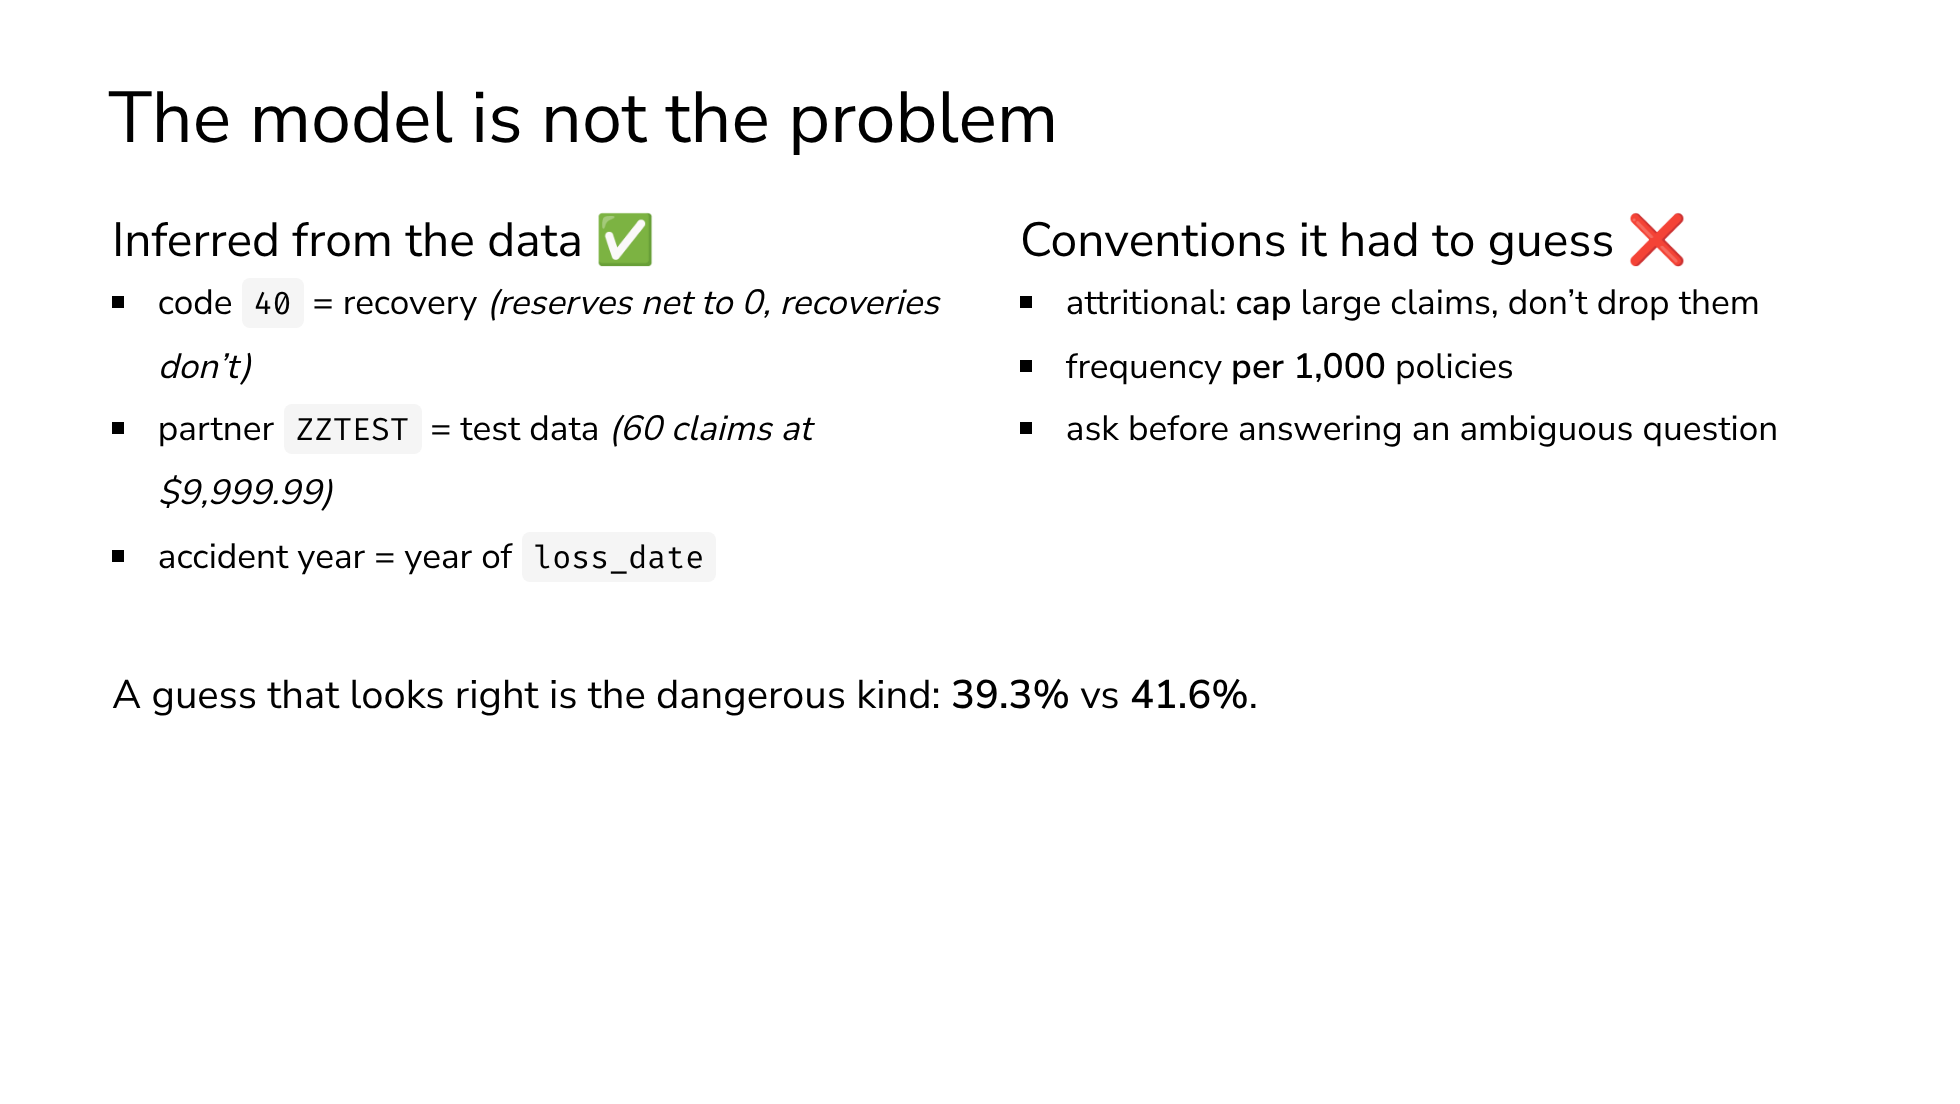 The model is not the problem
Inferred from the data ✅
▪ code 40 = recovery (reserves net to 0, recoveries
don’t)
▪ partner ZZTEST = test data (60 claims at
$9,999.99)
▪ accident year = year of loss_date
Conventions it had to guess ❌
▪ attritional: cap large claims, don’t drop them
▪ frequency per 1,000 policies
▪ ask before answering an ambiguous question
A guess that looks right is the dangerous kind: 39.3% vs 41.6%.